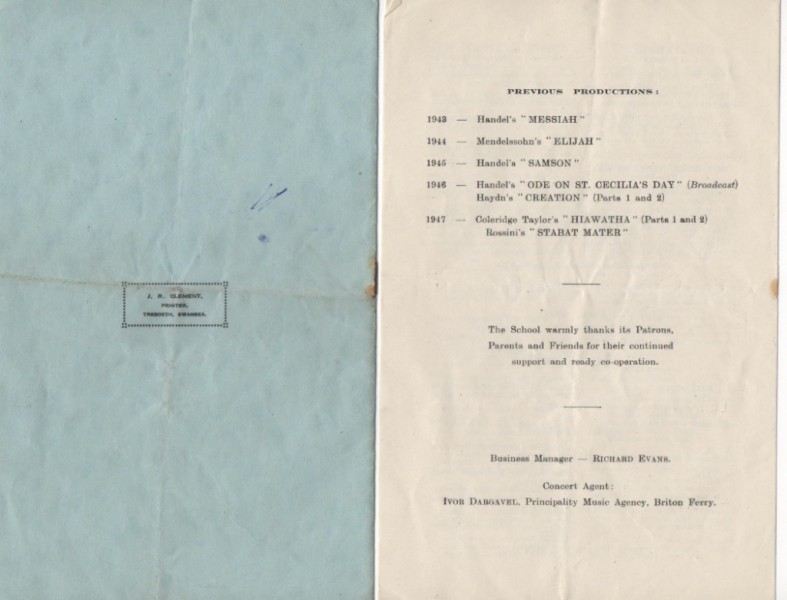 J. R. CLEMENT,
PRINTER,
TREBOETH, SWANSEA.
PREVIOUS PRODUCTIONS:
1943 — Handel's "MESSIAH"
1944 — Mendelssohn's "ELIJAH"
1945 — Handel's "SAMSON"
1946 — Handel's "ODE ON ST. CECILIA'S DAY" (Broadcast)
Haydn's "CREATION" (Parts 1 and 2)
1947 — Coleridge Taylor's "HIAWATHA" (Parts 1 and 2)
Rossini's "STABAT MATER"
The School warmly thanks its Patrons,
Parents and Friends for their continued
support and ready co-operation.
Business Manager — RICHARD EVANS.
Concert Agent:
IVOR DARGAVEL, Principality Music Agency, Briton Ferry.